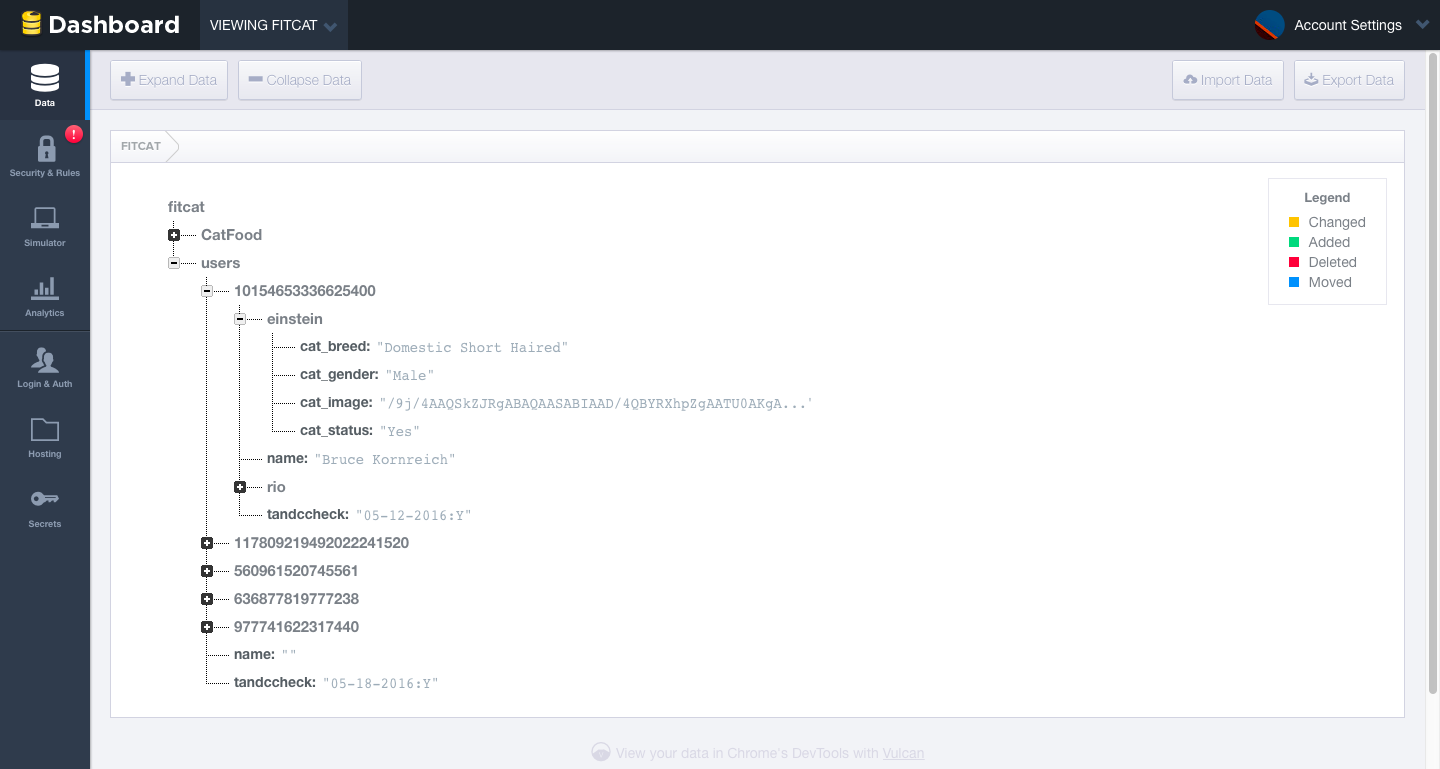 Dashboard
VIEWING FITCAT
Account Settings
Data
Security & Rules
!
Simulator
Analytics
Login & Auth
Hosting
Secrets
Expand Data
Collapse Data
Import Data
Export Data
FITCAT
Legend
Changed
Added
Deleted
Moved
fitcat
CatFood
users
10154653336625400
einstein
cat_breed: "Domestic Short Haired"
cat_gender: "Male"
cat_image: "/9j/4AAQSkZJRgABAQAASABIAAD/4QBYRXhpZgAATU0AKgA..."
cat_status: "Yes"
name: "Bruce Kornreich"
rio
tandccheck: "05-12-2016:Y"
117809219492022241520
560961520745561
636877819777238
977741622317440
name: ""
tandccheck: "05-18-2016:Y"
View your data in Chrome's DevTools with Vulcan